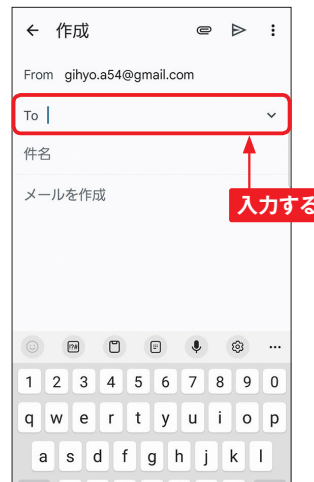 作成
From gihyo.a54@gmail.com
To
件名
メールを作成
入力する
1 2 3 4 5 6 7 8 9 0
q w e r t y u i o p
a s d f g h j k l